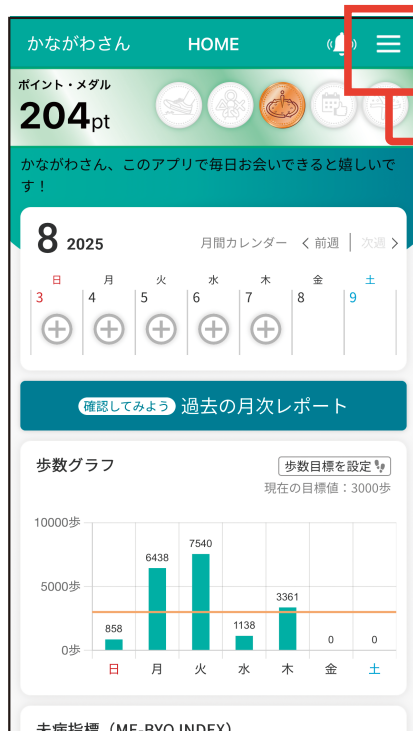 かながわさん HOME
ポイント・メダル
204pt
かながわさん、このアプリで毎日お会いできると嬉しいで
す！
8 2025 月間カレンダー く前週 | 次週 >
日 月 火 水 木 金 土
3 4 5 6 7 8 9
確認してみよう 過去の月次レポート
歩数グラフ 歩数目標を設定
現在の目標値：3000歩
10000歩
7540
6438
5000歩
3361
1138
858
0 0
0歩
日 月 火 水 木 金 土
未病指標（ME-BYO INDEX）